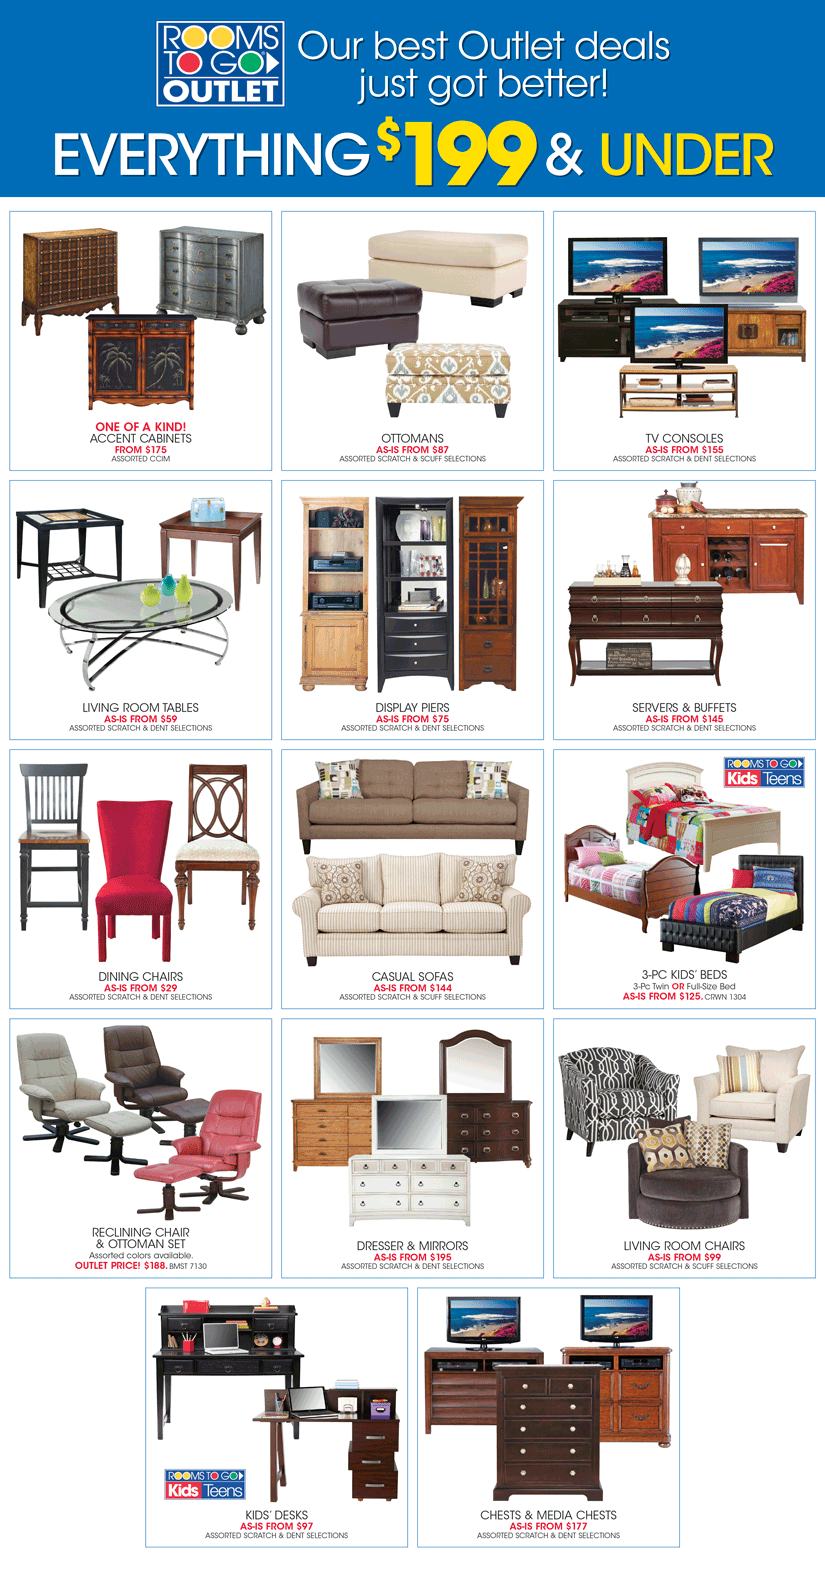 ROOMS
TO GO
OUTLET
Our best Outlet deals
just got better!
EVERYTHING $199 & UNDER
ONE OF A KIND!
ACCENT CABINETS
FROM $175
ASSORTED CCIM
OTTOMANS
AS-IS FROM $87
ASSORTED SCRATCH & SCUFF SELECTIONS
TV CONSOLES
AS-IS FROM $155
ASSORTED SCRATCH & DENT SELECTIONS
LIVING ROOM TABLES
AS-IS FROM $59
ASSORTED SCRATCH & DENT SELECTIONS
DISPLAY PIERS
AS-IS FROM $75
ASSORTED SCRATCH & DENT SELECTIONS
SERVERS & BUFFETS
AS-IS FROM $145
ASSORTED SCRATCH & DENT SELECTIONS
DINING CHAIRS
AS-IS FROM $29
ASSORTED SCRATCH & DENT SELECTIONS
CASUAL SOFAS
AS-IS FROM $144
ASSORTED SCRATCH & SCUFF SELECTIONS
ROOMS TO GO
Kids Teens
3-PC KIDS' BEDS
3-Pc Twin OR Full-Size Bed
AS-IS FROM $125. CRWN 1304
RECLINING CHAIR
& OTTOMAN SET
Assorted colors available.
OUTLET PRICE! $188. BMST 7130
DRESSER & MIRRORS
AS-IS FROM $195
ASSORTED SCRATCH & DENT SELECTIONS
LIVING ROOM CHAIRS
AS-IS FROM $99
ASSORTED SCRATCH & SCUFF SELECTIONS
ROOMS TO GO
Kids Teens
KIDS' DESKS
AS-IS FROM $97
ASSORTED SCRATCH & DENT SELECTIONS
CHESTS & MEDIA CHESTS
AS-IS FROM $177
ASSORTED SCRATCH & DENT SELECTIONS